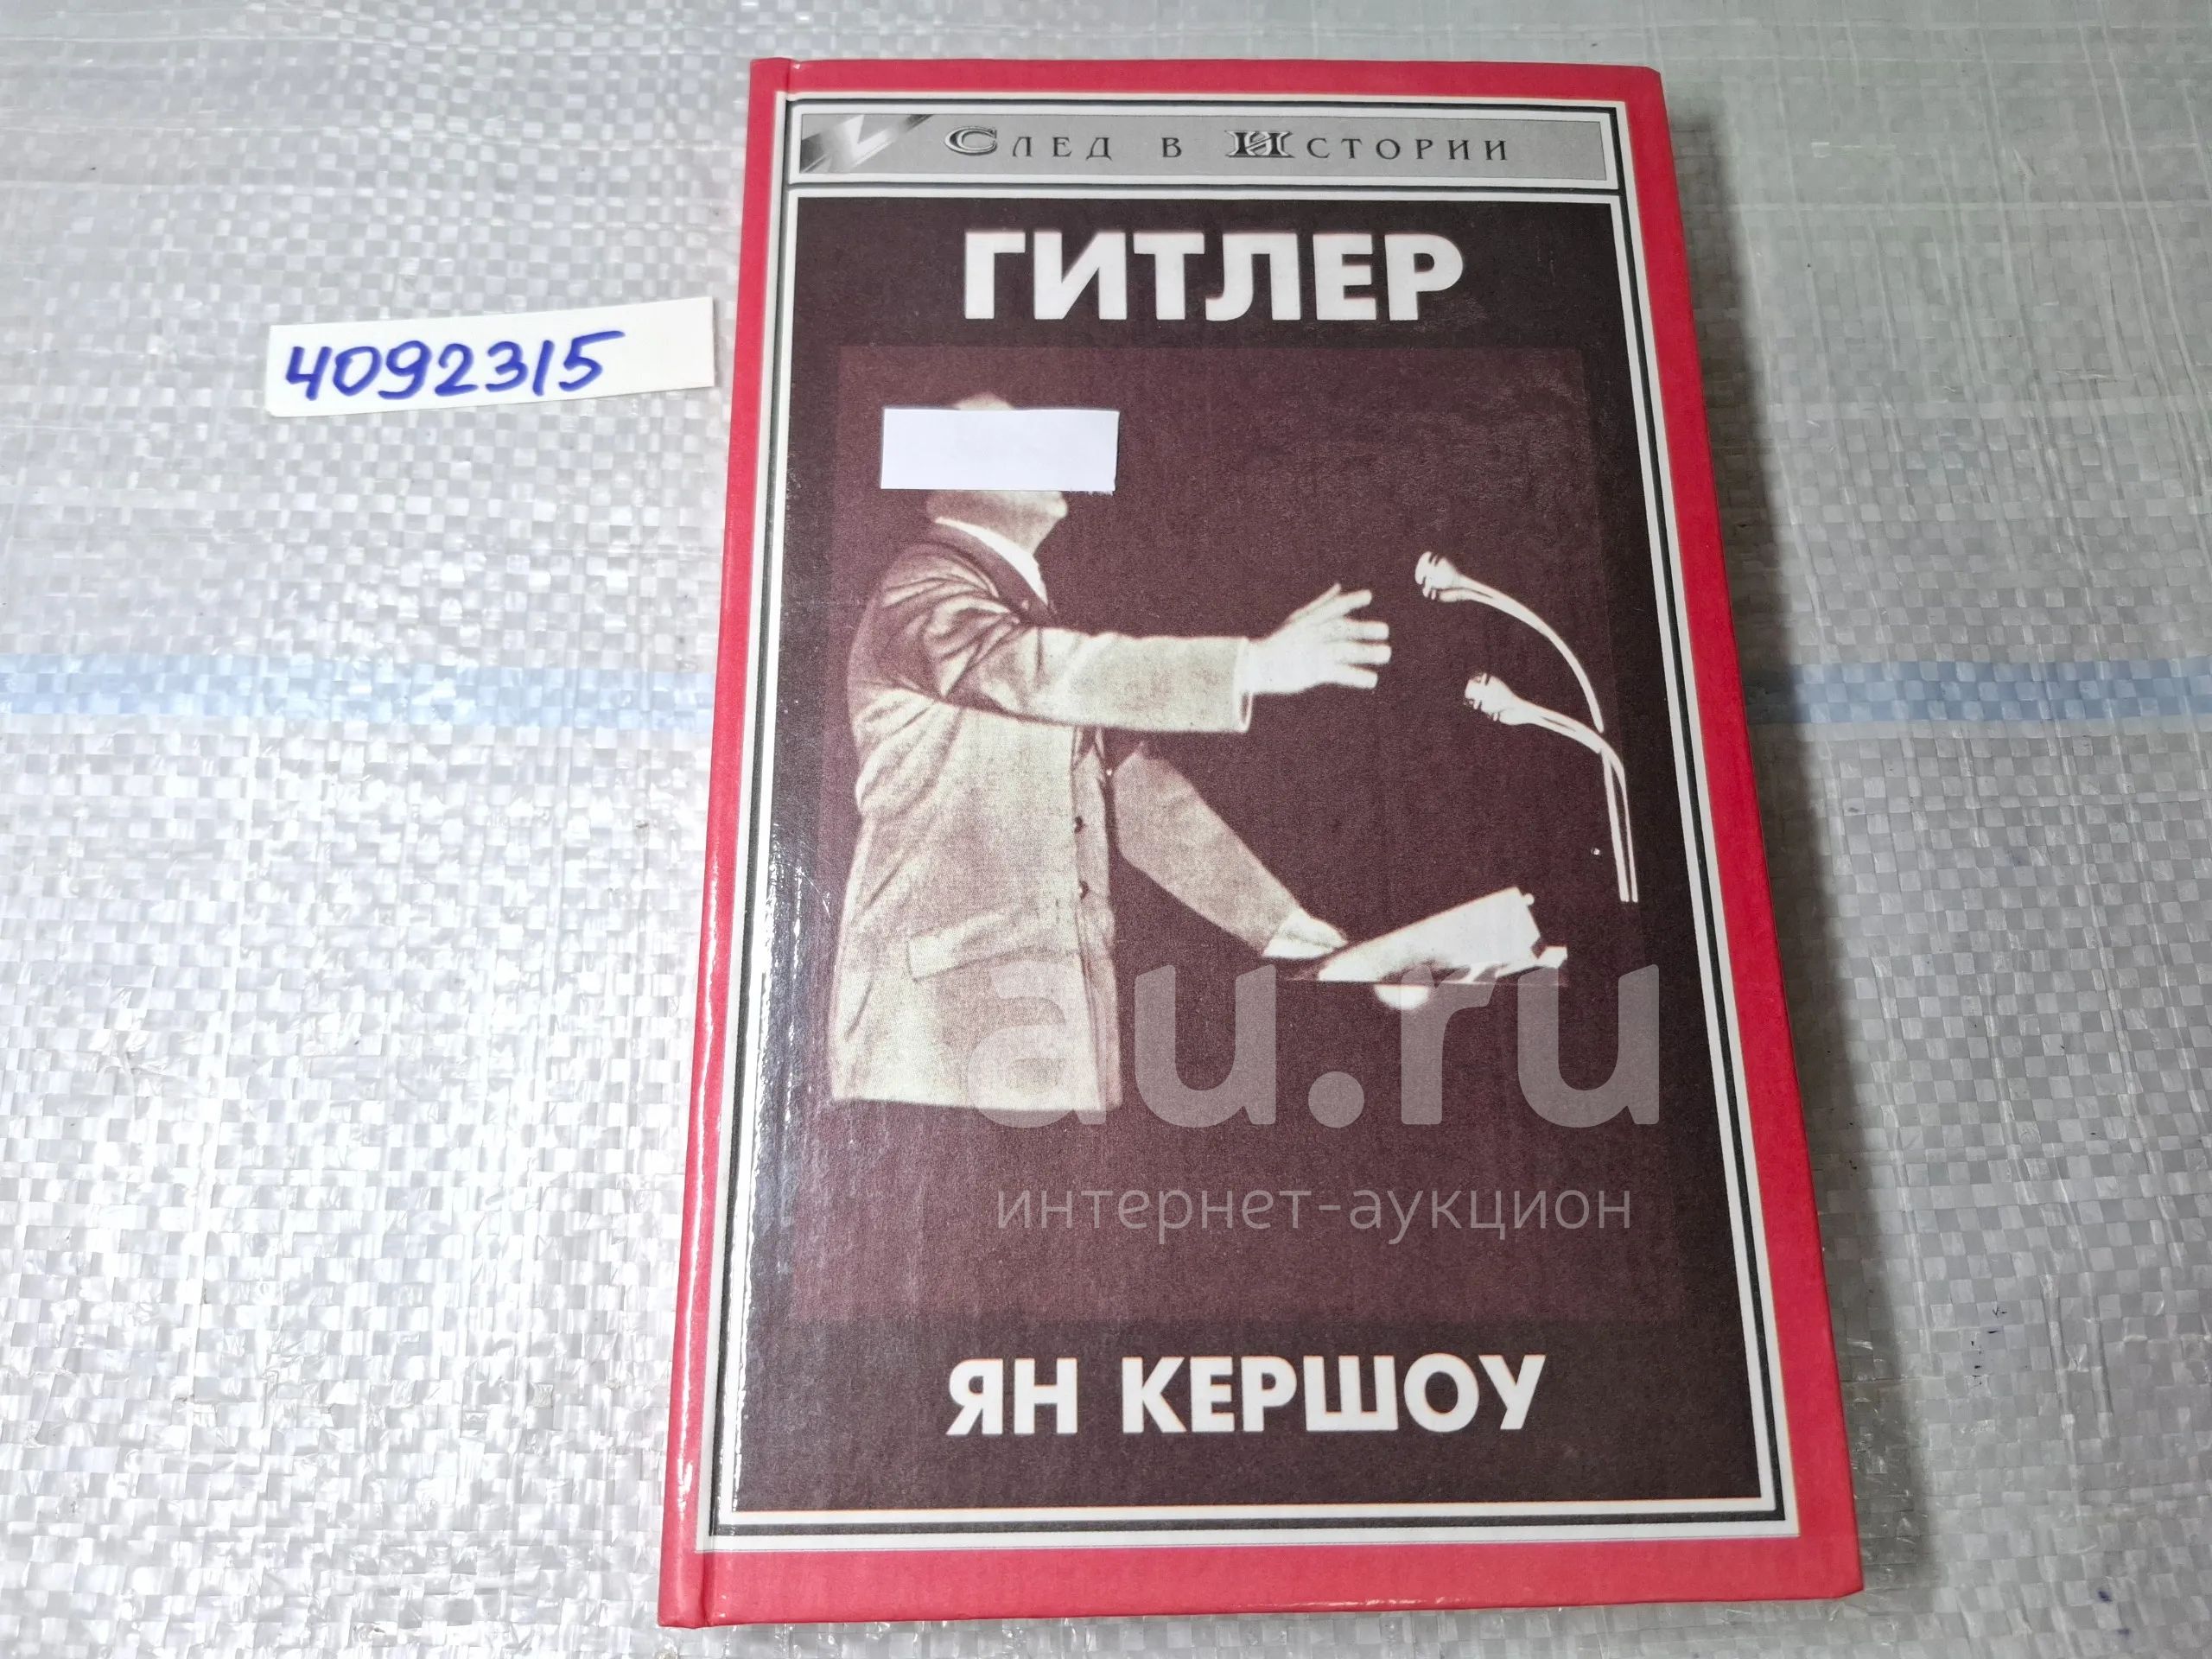 След в Истории
ГИТЛЕР
4092315
au.ru
интернет-аукцион
ЯН КЕРШОУ